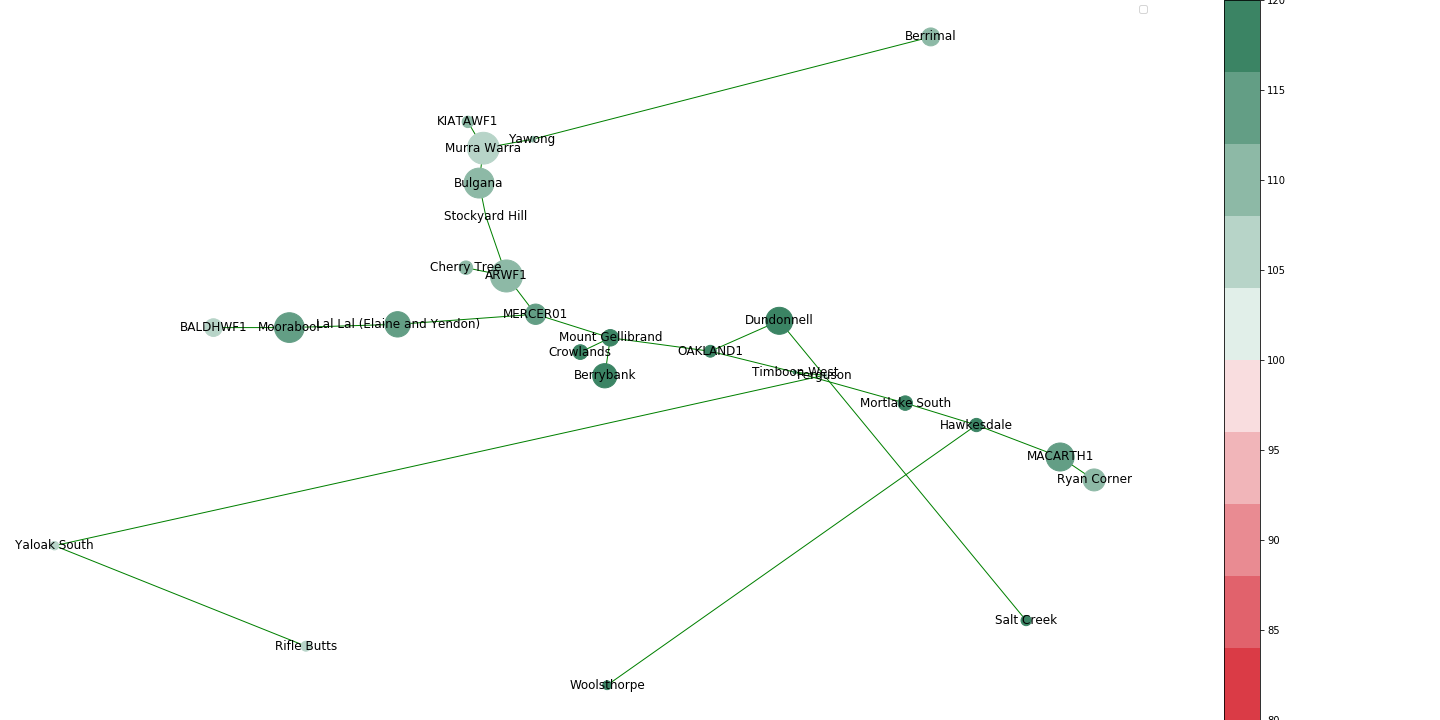 120
Berrimal
115
KIATAWF1
Yawong
Murra Warra
110
Bulgana
Stockyard Hill
105
Cherry Tree
ARWF1
MERCER01
Dundonnell
BALDHWF1
Moorabool
Lal Lal (Elaine and Yendon)
Mount Gellibrand
Crowlands
OAKLAND1
100
Berrybank
Timboon West
Ferguson
Mortlake South
Hawkesdale
95
MACARTH1
Ryan Corner
90
Yaloak South
Salt Creek
85
Rifle Butts
Woolsthorpe
80